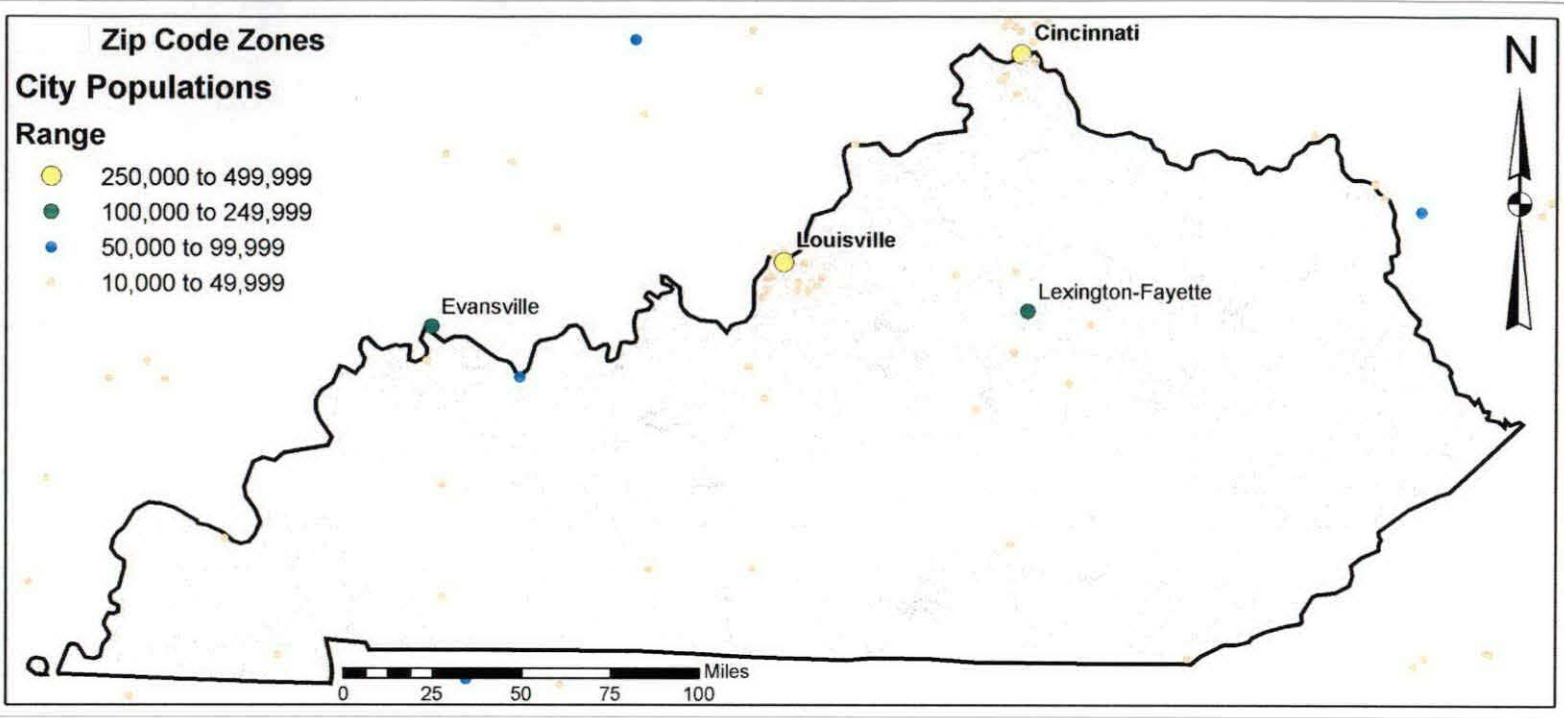 Zip Code Zones
City Populations
Range
250,000 to 499,999
100,000 to 249,999
50,000 to 99,999
10,000 to 49,999
Cincinnati
N
Louisville
Evansville
Lexington-Fayette
Miles
0 25 50 75 100